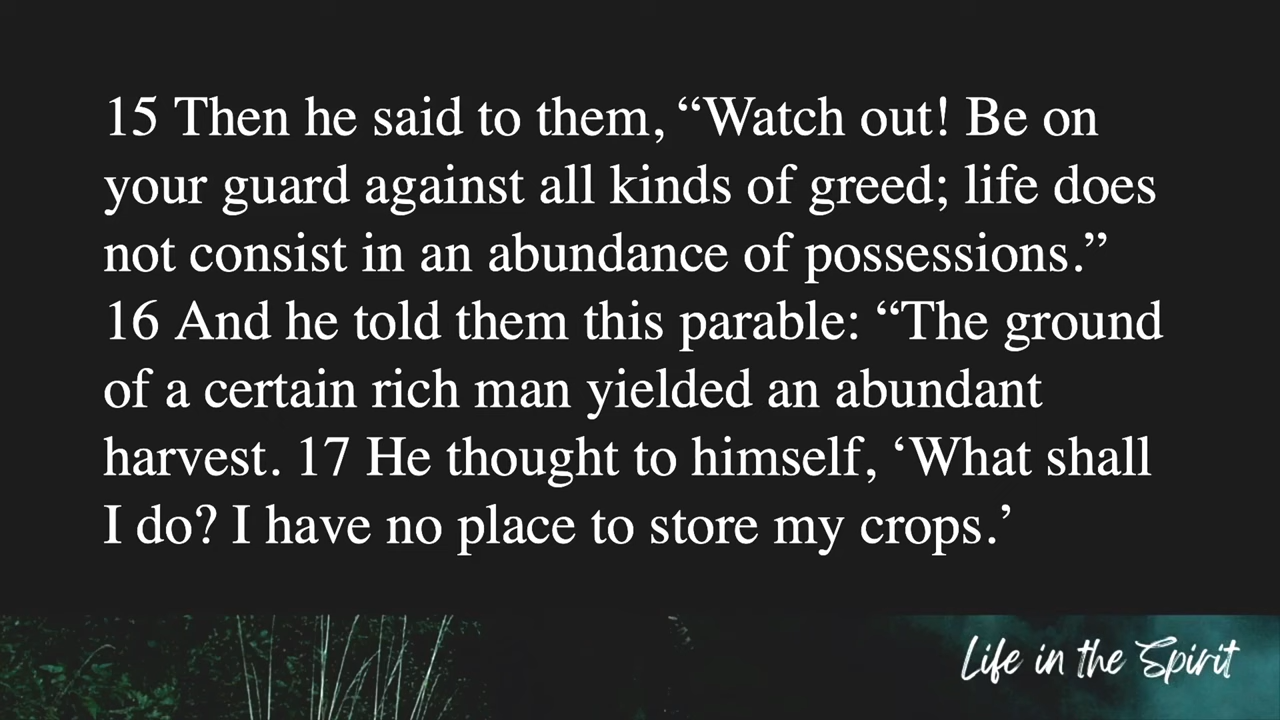 15 Then he said to them, “Watch out! Be on
your guard against all kinds of greed; life does
not consist in an abundance of possessions.”
16 And he told them this parable: “The ground
of a certain rich man yielded an abundant
harvest. 17 He thought to himself, ‘What shall
I do? I have no place to store my crops.’
Life in the Spirit